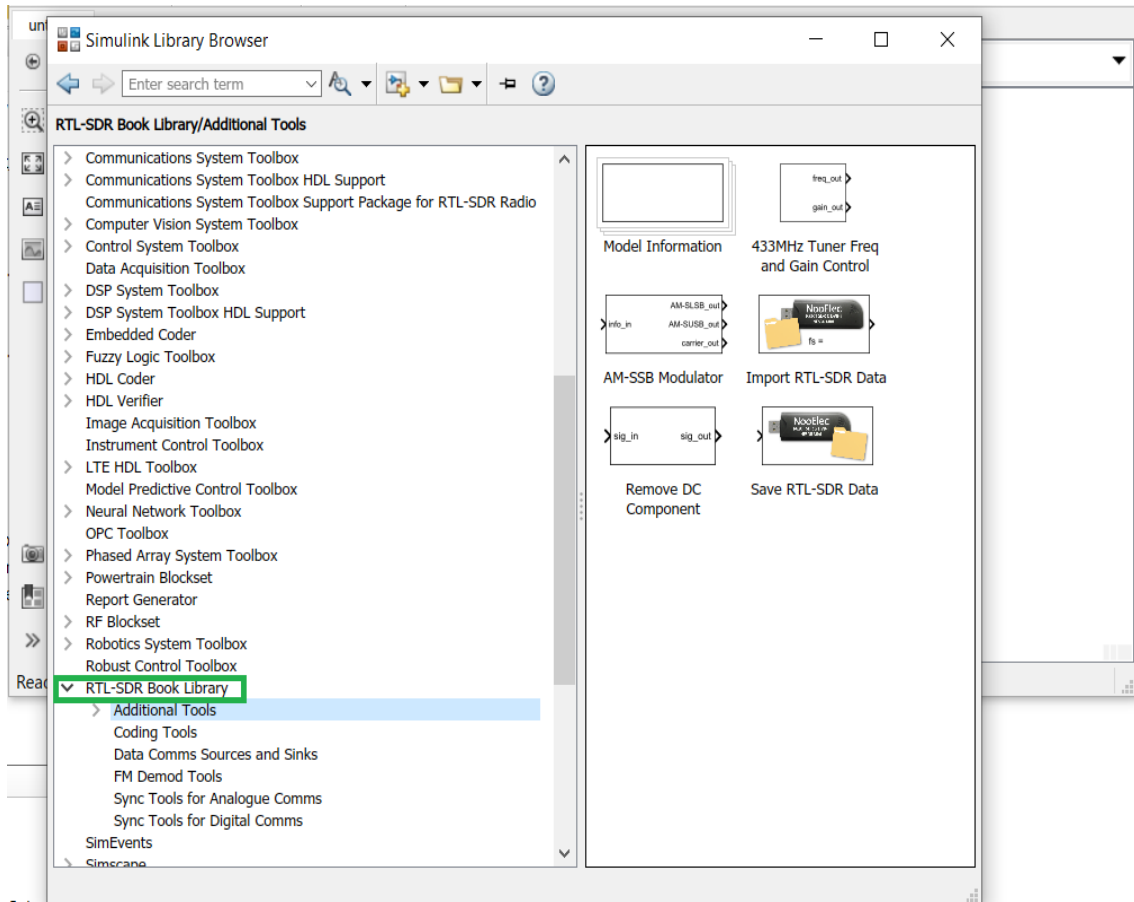 unt
Simulink Library Browser
Enter search term
RTL-SDR Book Library/Additional Tools
Communications System Toolbox
Communications System Toolbox HDL Support
Communications System Toolbox Support Package for RTL-SDR Radio
Computer Vision System Toolbox
Control System Toolbox
Data Acquisition Toolbox
DSP System Toolbox
DSP System Toolbox HDL Support
Embedded Coder
Fuzzy Logic Toolbox
HDL Coder
HDL Verifier
Image Acquisition Toolbox
Instrument Control Toolbox
LTE HDL Toolbox
Model Predictive Control Toolbox
Neural Network Toolbox
OPC Toolbox
Phased Array System Toolbox
Powertrain Blockset
Report Generator
RF Blockset
Robotics System Toolbox
Robust Control Toolbox
RTL-SDR Book Library
Additional Tools
Coding Tools
Data Comms Sources and Sinks
FM Demod Tools
Sync Tools for Analogue Comms
Sync Tools for Digital Comms
SimEvents
Simscape
Read
freq_out
gain_out
Model Information
433MHz Tuner Freq
and Gain Control
info_in
AM-SLSB_out
AM-SUSB_out
carrier_out
NooElec
fs =
AM-SSB Modulator
Import RTL-SDR Data
sig_in
sig_out
NooElec
Remove DC
Component
Save RTL-SDR Data